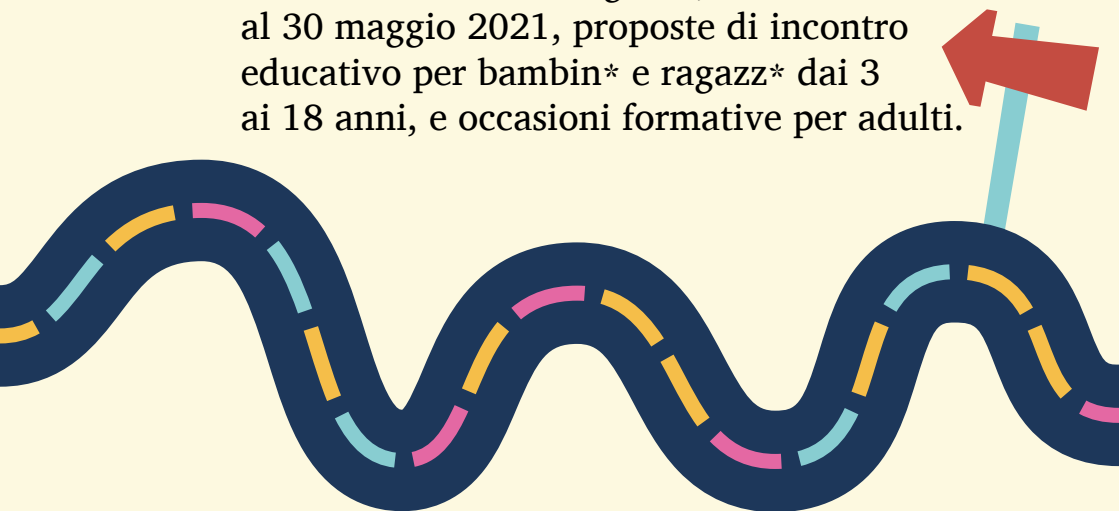 al 30 maggio 2021, proposte di incontro
educativo per bambin* e ragazz* dai 3
ai 18 anni, e occasioni formative per adulti.